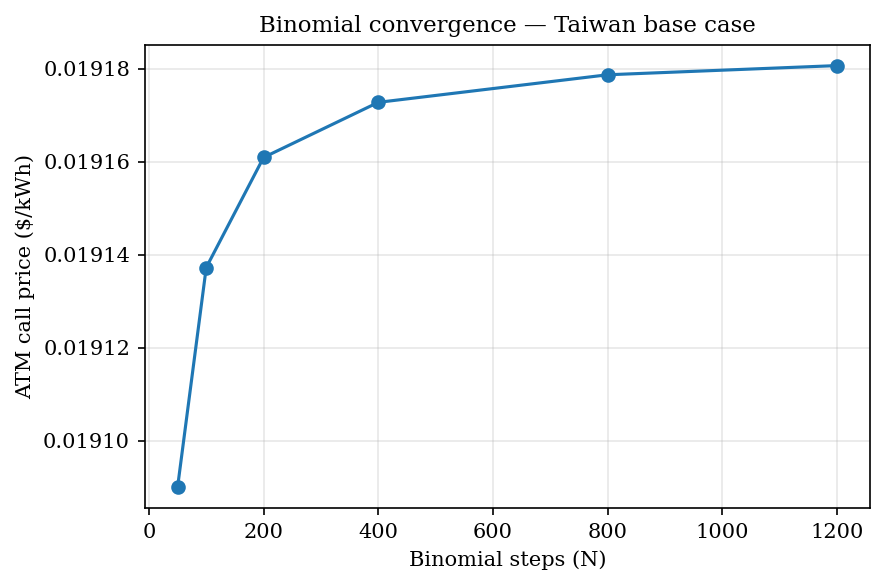 Binomial convergence — Taiwan base case
ATM call price ($/kWh)
0.01918
0.01916
0.01914
0.01912
0.01910
0 200 400 600 800 1000 1200
Binomial steps (N)